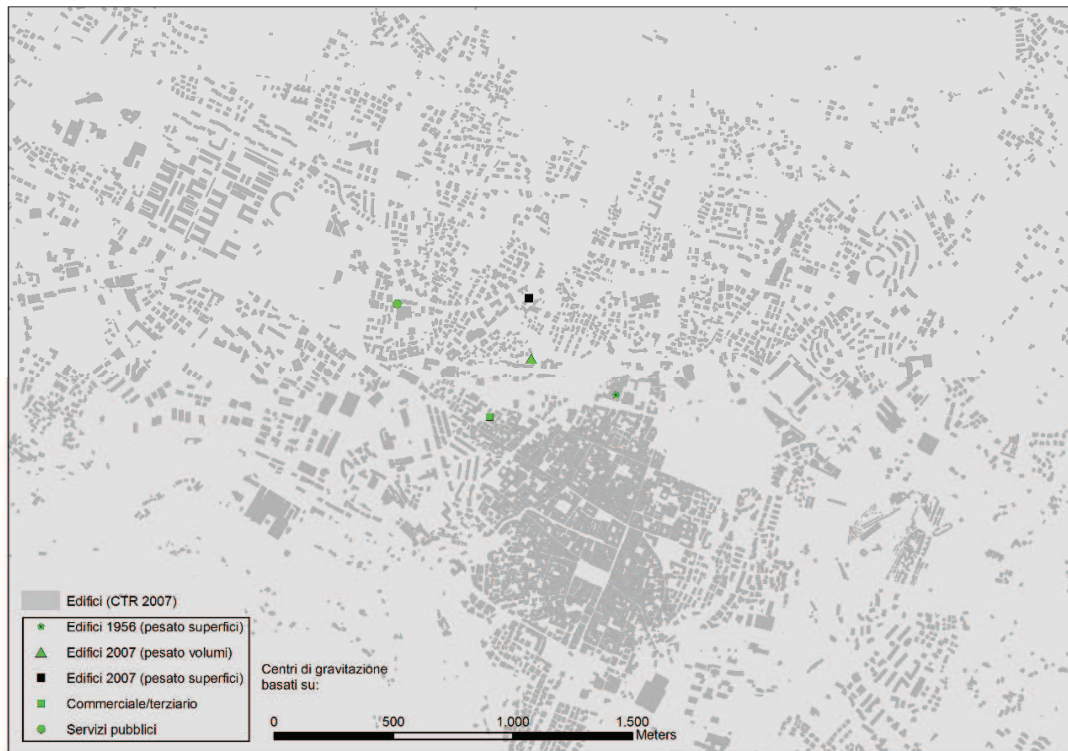 Edifici (CTR 2007)
Edifici 1956 (pesato superfici)
Edifici 2007 (pesato volumi)
Edifici 2007 (pesato superfici)
Commerciale/terziario
Servizi pubblici
Centri di gravitazione
basati su:
0 500 1.000 1.500
Meters